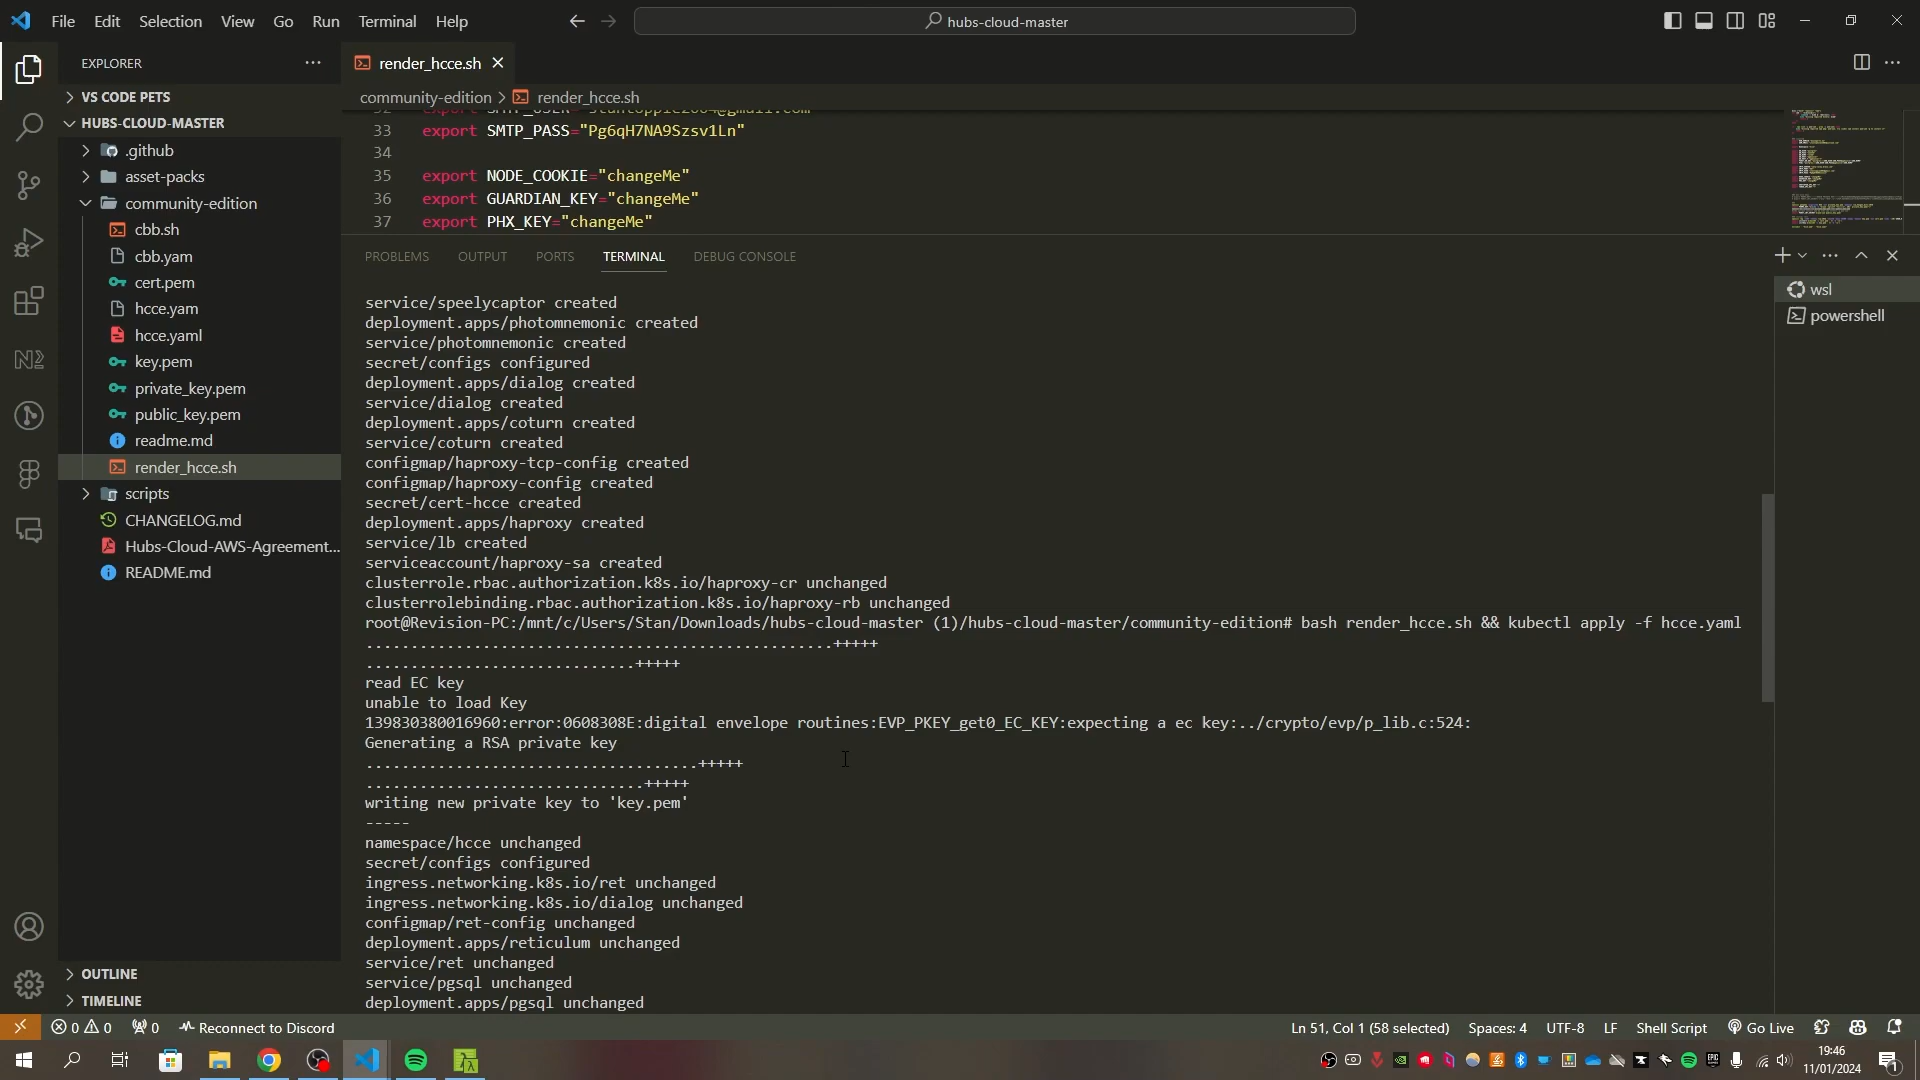 File Edit Selection View Go Run Terminal Help
hubs-cloud-master
EXPLORER
render_hcce.sh
VS CODE PETS
HUBS-CLOUD-MASTER
.github
asset-packs
community-edition
cbb.sh
cbb.yam
cert.pem
hcce.yam
hcce.yaml
key.pem
private_key.pem
public_key.pem
readme.md
render_hcce.sh
scripts
CHANGELOG.md
Hubs-Cloud-AWS-Agreement...
README.md
OUTLINE
TIMELINE
community-edition > render_hcce.sh
33 export SMTP_PASS="Pg6qH7NA9Szsv1Ln"
34
35 export NODE_COOKIE="changeMe"
36 export GUARDIAN_KEY="changeMe"
37 export PHX_KEY="changeMe"
PROBLEMS OUTPUT PORTS TERMINAL DEBUG CONSOLE
wsl
powershell
service/speelycaptor created
deployment.apps/photomnemonic created
service/photomnemonic created
secret/configs configured
deployment.apps/dialog created
service/dialog created
deployment.apps/coturn created
service/coturn created
configmap/haproxy-tcp-config created
configmap/haproxy-config created
secret/cert-hcce created
deployment.apps/haproxy created
service/lb created
serviceaccount/haproxy-sa created
clusterrole.rbac.authorization.k8s.io/haproxy-cr unchanged
clusterrolebinding.rbac.authorization.k8s.io/haproxy-rb unchanged
root@Revision-PC:/mnt/c/Users/Stan/Downloads/hubs-cloud-master (1)/hubs-cloud-master/community-edition# bash render_hcce.sh && kubectl apply -f hcce.yaml
....................................................+++++
..............................+++++
read EC key
unable to load Key
139830380016960:error:0608308E:digital envelope routines:EVP_PKEY_get0_EC_KEY:expecting a ec key:../crypto/evp/p_lib.c:524:
Generating a RSA private key
.....................................+++++
...............................+++++
writing new private key to 'key.pem'
-----
namespace/hcce unchanged
secret/configs configured
ingress.networking.k8s.io/ret unchanged
ingress.networking.k8s.io/dialog unchanged
configmap/ret-config unchanged
deployment.apps/reticulum unchanged
service/ret unchanged
service/pgsql unchanged
deployment.apps/pgsql unchanged
0 0 0 Reconnect to Discord Ln 51, Col 1 (58 selected) Spaces: 4 UTF-8 LF Shell Script Go Live
19:46
11/01/2024